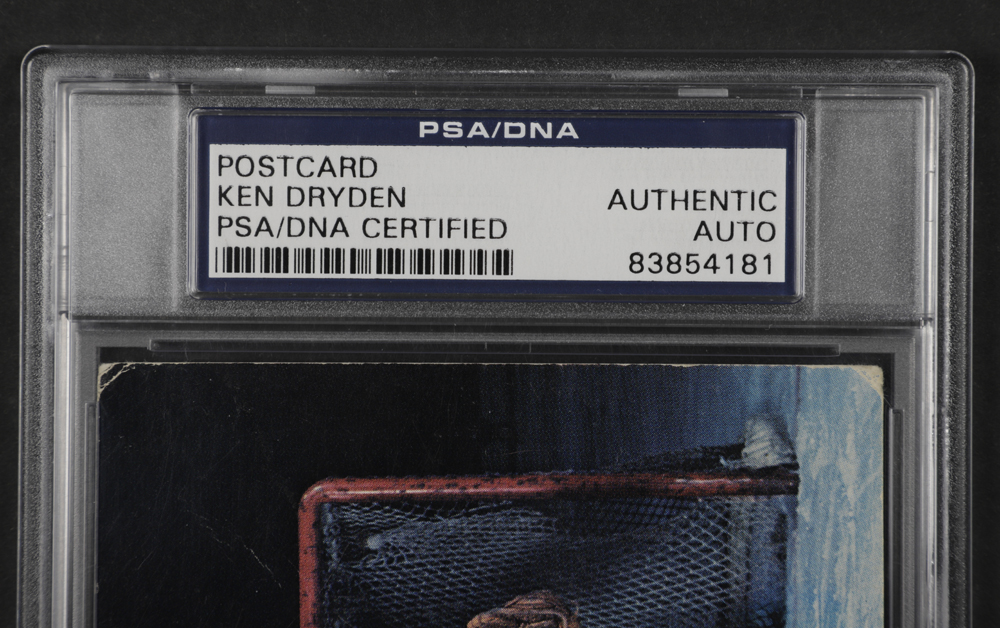 PSA/DNA
POSTCARD
KEN DRYDEN
PSA/DNA CERTIFIED
AUTHENTIC
AUTO
83854181